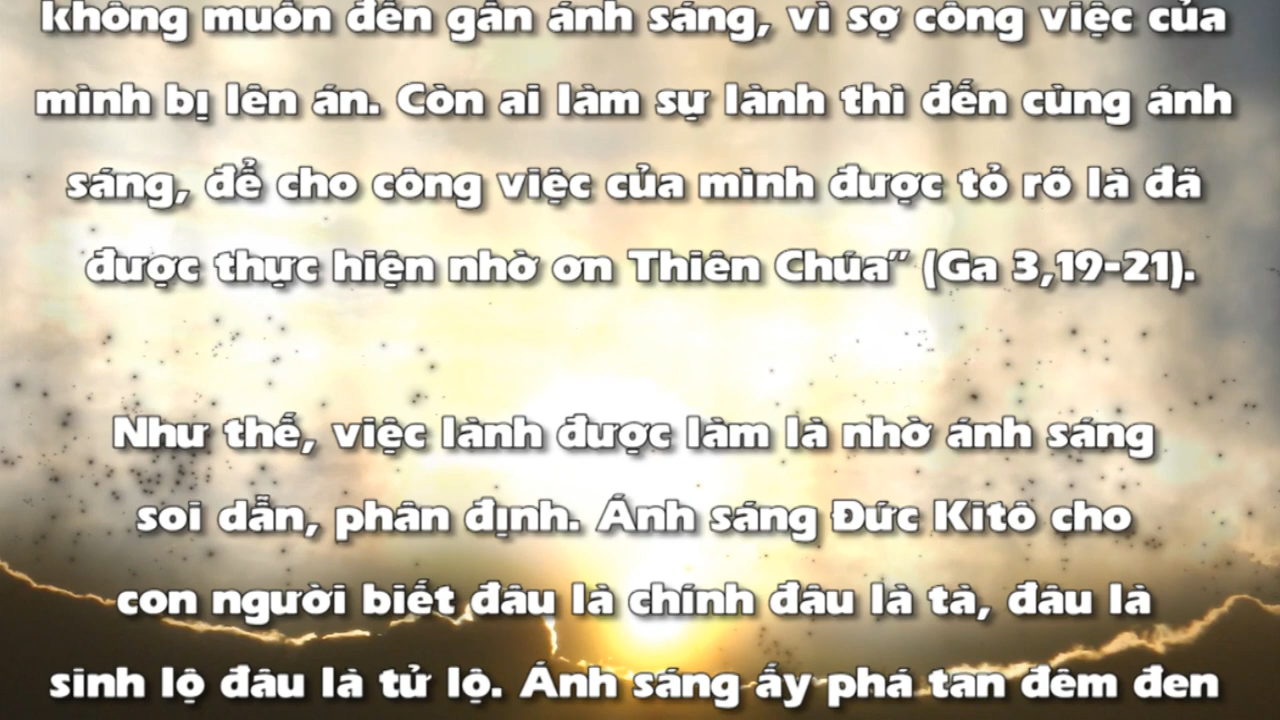 không muốn đến gần ánh sáng, vì sợ công việc của
mình bị lên án. Còn ai làm sự lành thì đến cùng ánh
sáng, để cho công việc của mình được tỏ rõ là đã
được thực hiện nhờ ơn Thiên Chúa” (Ga 3,19-21).
Như thế, việc lành được làm là nhờ ánh sáng
soi dẫn, phân định. Ánh sáng Đức Kitô cho
con người biết đâu là chính đâu là tà, đâu là
sinh lộ đâu là tử lộ. Ánh sáng ấy phá tan đêm đen